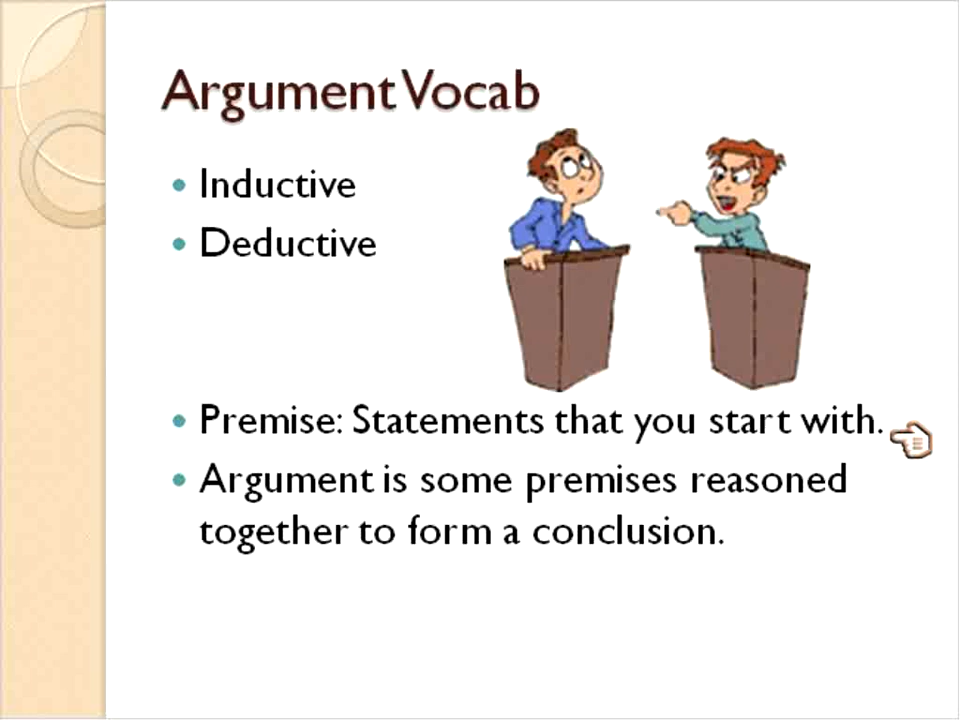 Argument Vocab
Inductive
Deductive
Premise: Statements that you start with.
Argument is some premises reasoned
together to form a conclusion.